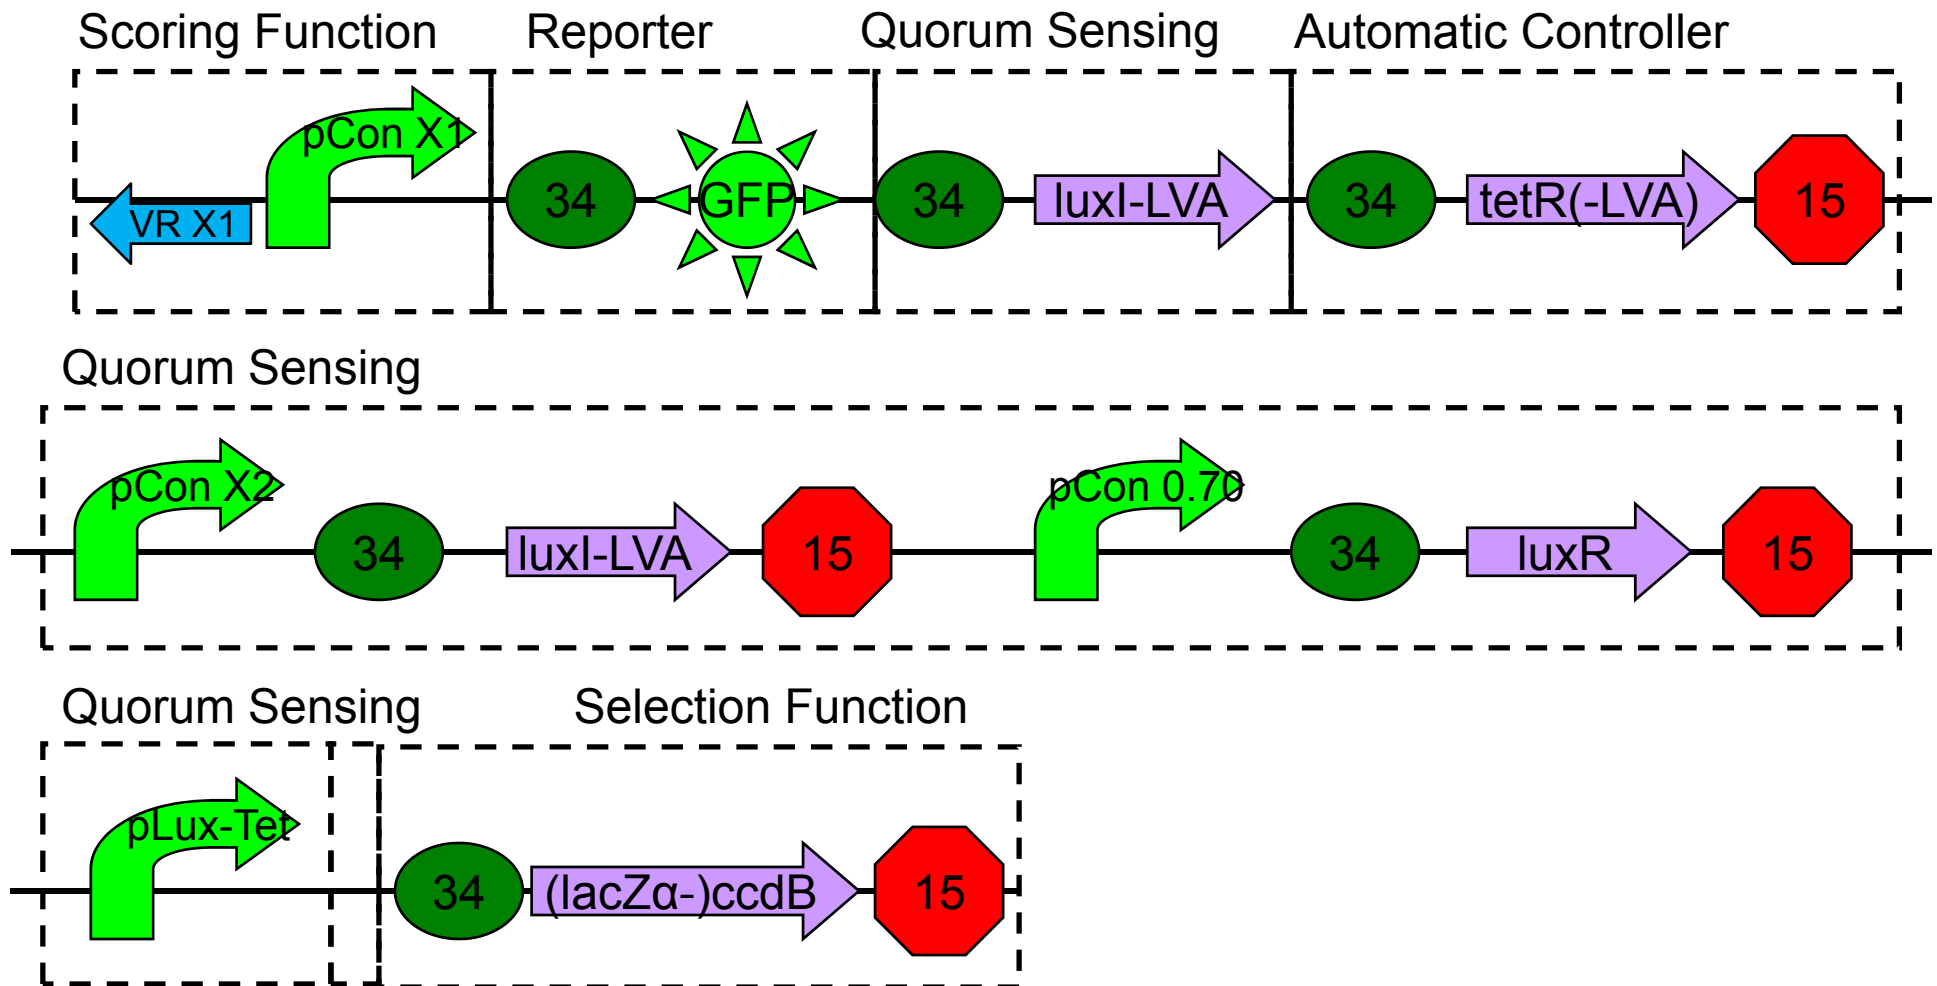 Scoring Function Reporter Quorum Sensing Automatic Controller
pCon X1
VR X1 34 GFP 34 luxI-LVA 34 tetR(-LVA) 15
Quorum Sensing
pCon X2 pCon 0.70
34 luxI-LVA 15 34 luxR 15
Quorum Sensing Selection Function
pLux-Tet
34 (lacZα-)ccdB 15